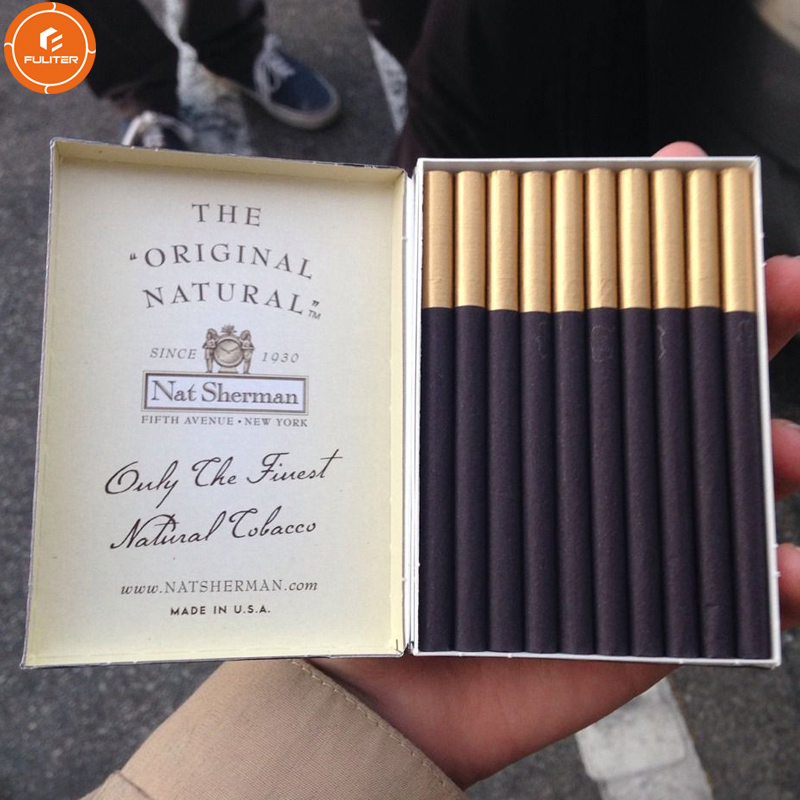 FULITER
THE
"ORIGINAL
NATURAL"™
SINCE 1930
Nat Sherman
FIFTH AVENUE • NEW YORK
Only The Finest
Natural Tobacco
www.NATSHERMAN.com
MADE IN U.S.A.